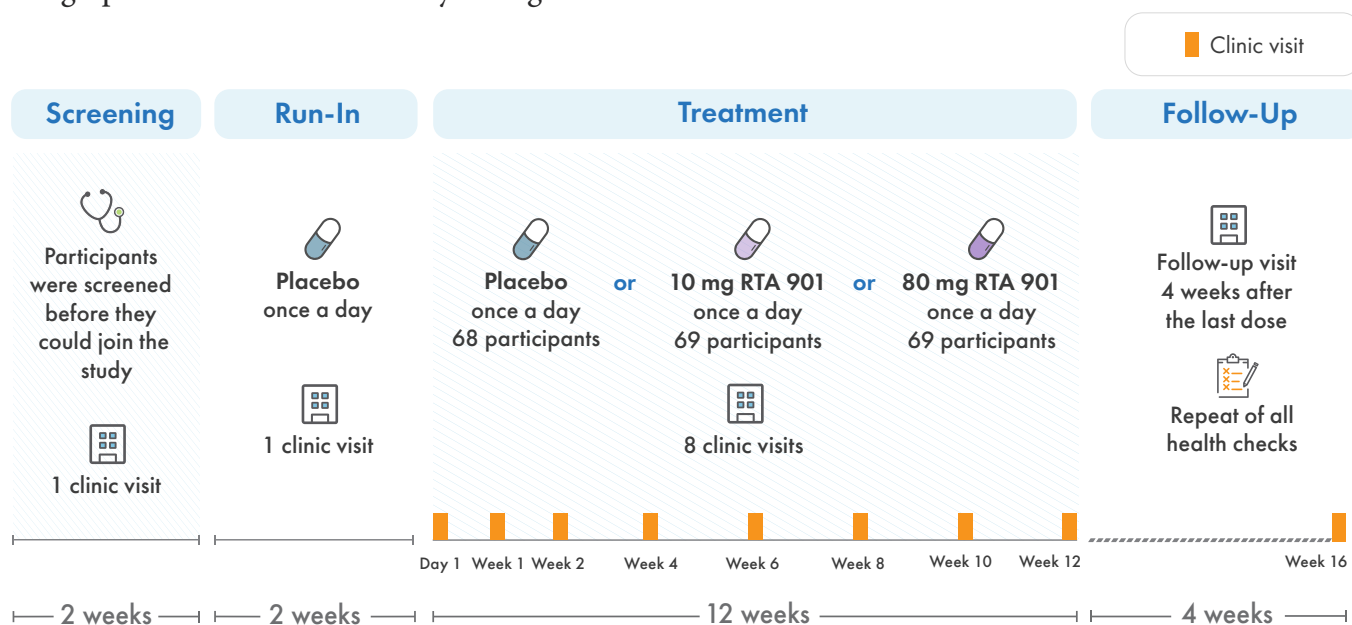 Clinic visit
Screening
Run-In
Treatment
Follow-Up
Participants
were screened
before they
could join the
study
1 clinic visit
Placebo
once a day
1 clinic visit
Placebo
once a day
68 participants
or
10 mg RTA 901
once a day
69 participants
or
80 mg RTA 901
once a day
69 participants
8 clinic visits
Follow-up visit
4 weeks after
the last dose
Repeat of all
health checks
Day 1
Week 1
Week 2
Week 4
Week 6
Week 8
Week 10
Week 12
Week 16
2 weeks
2 weeks
12 weeks
4 weeks